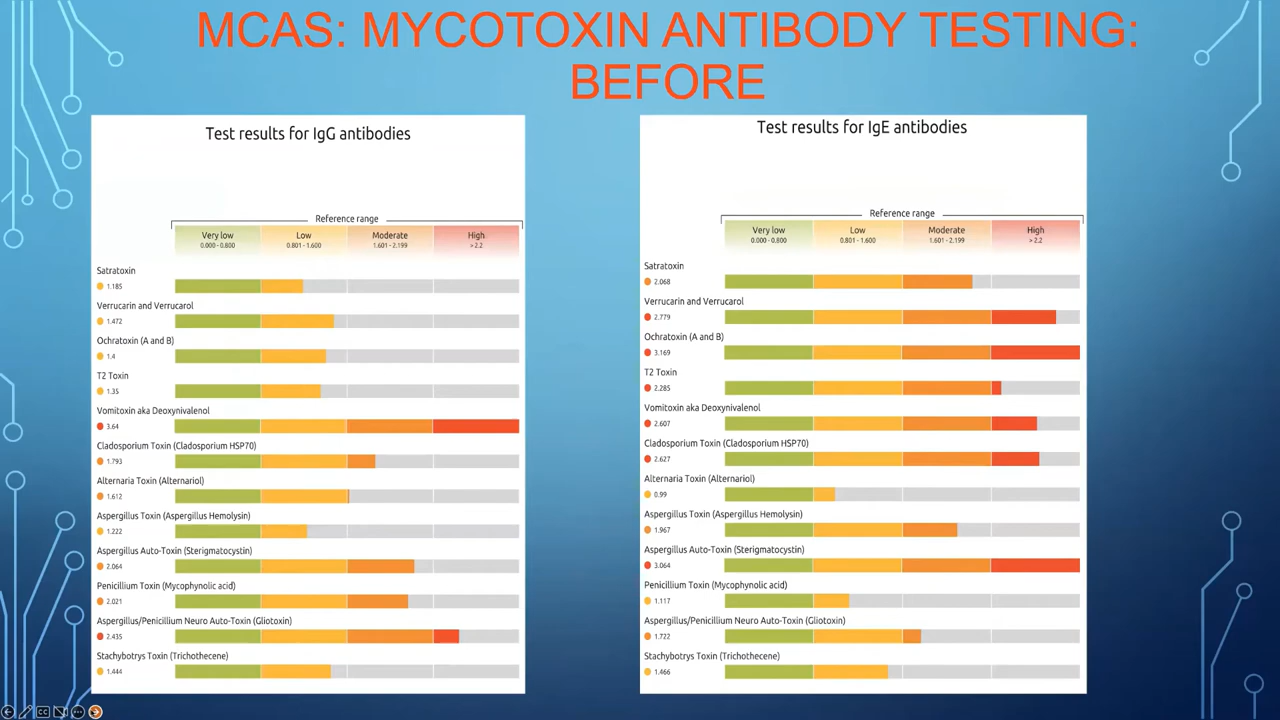 MCAS: MYCOTOXIN ANTIBODY TESTING:
BEFORE
Test results for IgG antibodies
Reference range
Very low
0.000 - 0.800
Low
0.801 - 1.600
Moderate
1.601 - 2.199
High
> 2.2
Satratoxin
1.185
Verrucarin and Verrucarol
1.472
Ochratoxin (A and B)
1.4
T2 Toxin
1.35
Vomitoxin aka Deoxynivalenol
3.64
Cladosporium Toxin (Cladosporium HSP70)
1.793
Alternaria Toxin (Alternariol)
1.612
Aspergillus Toxin (Aspergillus Hemolysin)
1.222
Aspergillus Auto-Toxin (Sterigmatocystin)
2.064
Penicillium Toxin (Mycophynolic acid)
2.021
Aspergillus/Penicillium Neuro Auto-Toxin (Gliotoxin)
2.435
Stachybotrys Toxin (Trichothecene)
1.444
Test results for IgE antibodies
Reference range
Very low
0.000 - 0.800
Low
0.801 - 1.600
Moderate
1.601 - 2.199
High
> 2.2
Satratoxin
2.068
Verrucarin and Verrucarol
2.779
Ochratoxin (A and B)
3.169
T2 Toxin
2.285
Vomitoxin aka Deoxynivalenol
2.607
Cladosporium Toxin (Cladosporium HSP70)
2.627
Alternaria Toxin (Alternariol)
0.99
Aspergillus Toxin (Aspergillus Hemolysin)
1.967
Aspergillus Auto-Toxin (Sterigmatocystin)
3.064
Penicillium Toxin (Mycophynolic acid)
1.117
Aspergillus/Penicillium Neuro Auto-Toxin (Gliotoxin)
1.722
Stachybotrys Toxin (Trichothecene)
1.466
CC